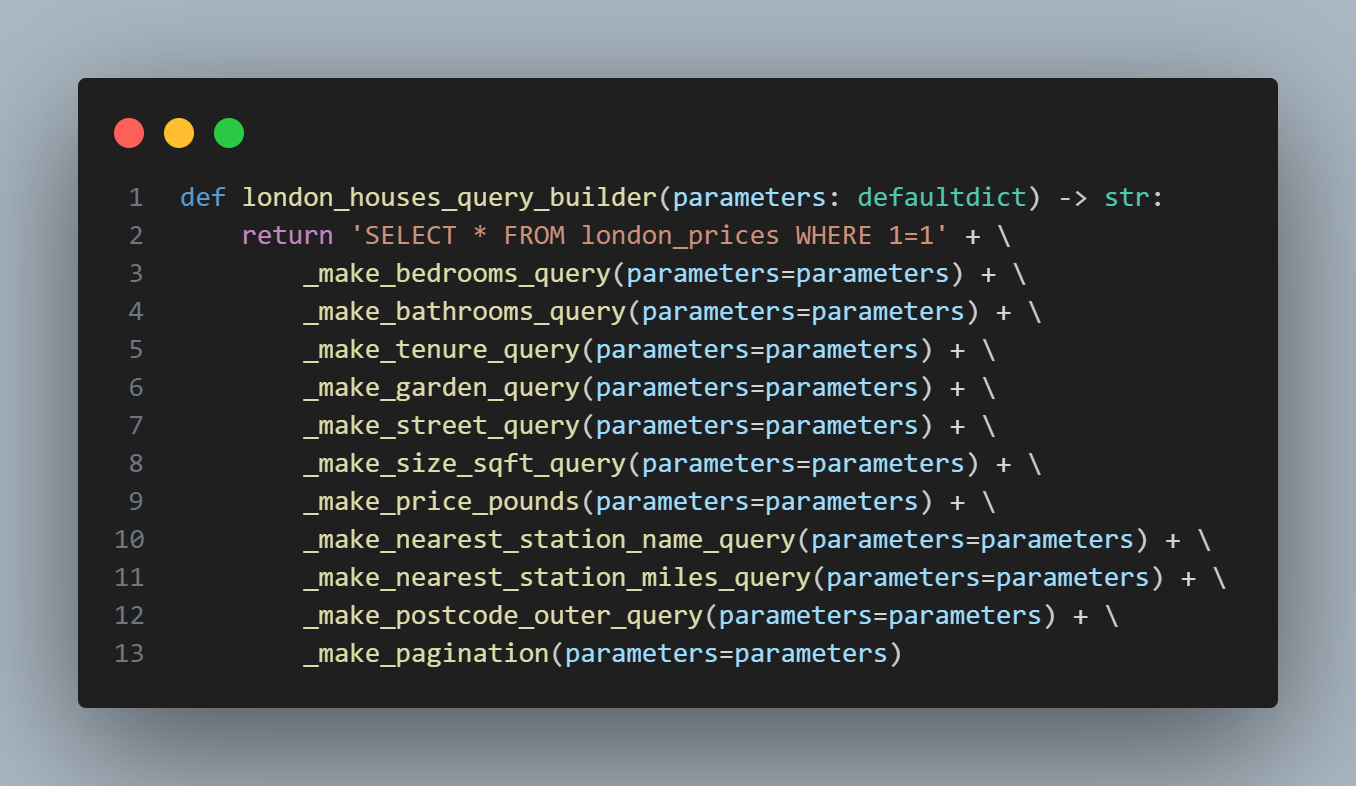 1 def london_houses_query_builder(parameters: defaultdict) -> str:
2     return 'SELECT * FROM london_prices WHERE 1=1' + \
3         _make_bedrooms_query(parameters=parameters) + \
4         _make_bathrooms_query(parameters=parameters) + \
5         _make_tenure_query(parameters=parameters) + \
6         _make_garden_query(parameters=parameters) + \
7         _make_street_query(parameters=parameters) + \
8         _make_size_sqft_query(parameters=parameters) + \
9         _make_price_pounds(parameters=parameters) + \
10         _make_nearest_station_name_query(parameters=parameters) + \
11         _make_nearest_station_miles_query(parameters=parameters) + \
12         _make_postcode_outer_query(parameters=parameters) + \
13         _make_pagination(parameters=parameters)